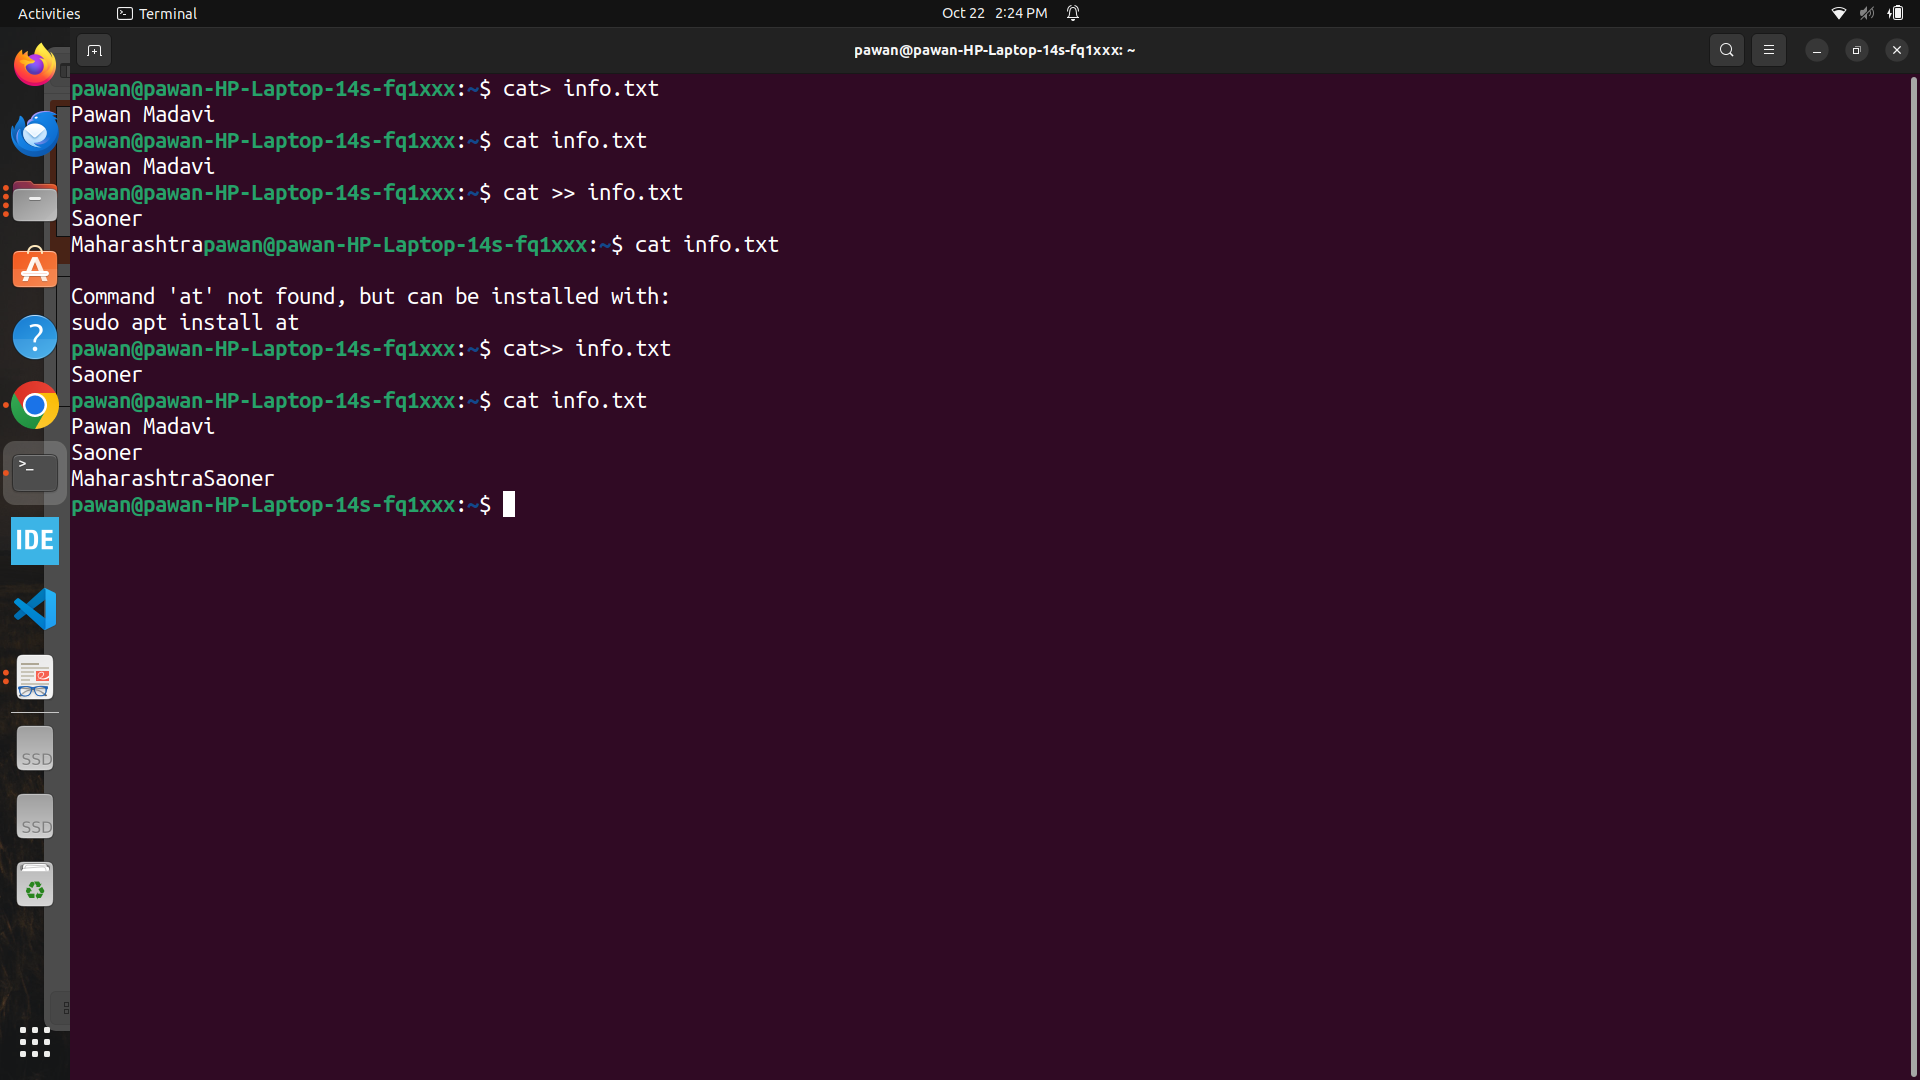 Activities Terminal Oct 22 2:24 PM
pawan@pawan-HP-Laptop-14s-fq1xxx: ~
pawan@pawan-HP-Laptop-14s-fq1xxx:~$ cat> info.txt
Pawan Madavi
pawan@pawan-HP-Laptop-14s-fq1xxx:~$ cat info.txt
Pawan Madavi
pawan@pawan-HP-Laptop-14s-fq1xxx:~$ cat >> info.txt
Saoner
Maharashtrapawan@pawan-HP-Laptop-14s-fq1xxx:~$ cat info.txt
Command 'at' not found, but can be installed with:
sudo apt install at
pawan@pawan-HP-Laptop-14s-fq1xxx:~$ cat>> info.txt
Saoner
pawan@pawan-HP-Laptop-14s-fq1xxx:~$ cat info.txt
Pawan Madavi
Saoner
MaharashtraSaoner
pawan@pawan-HP-Laptop-14s-fq1xxx:~$
IDE
SSD
SSD